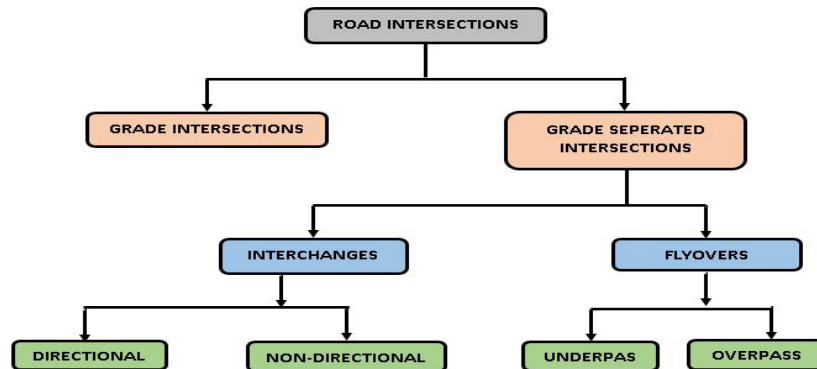 ROAD INTERSECTIONS
GRADE INTERSECTIONS
GRADE SEPERATED
INTERSECTIONS
INTERCHANGES
FLYOVERS
DIRECTIONAL
NON-DIRECTIONAL
UNDERPAS
OVERPASS